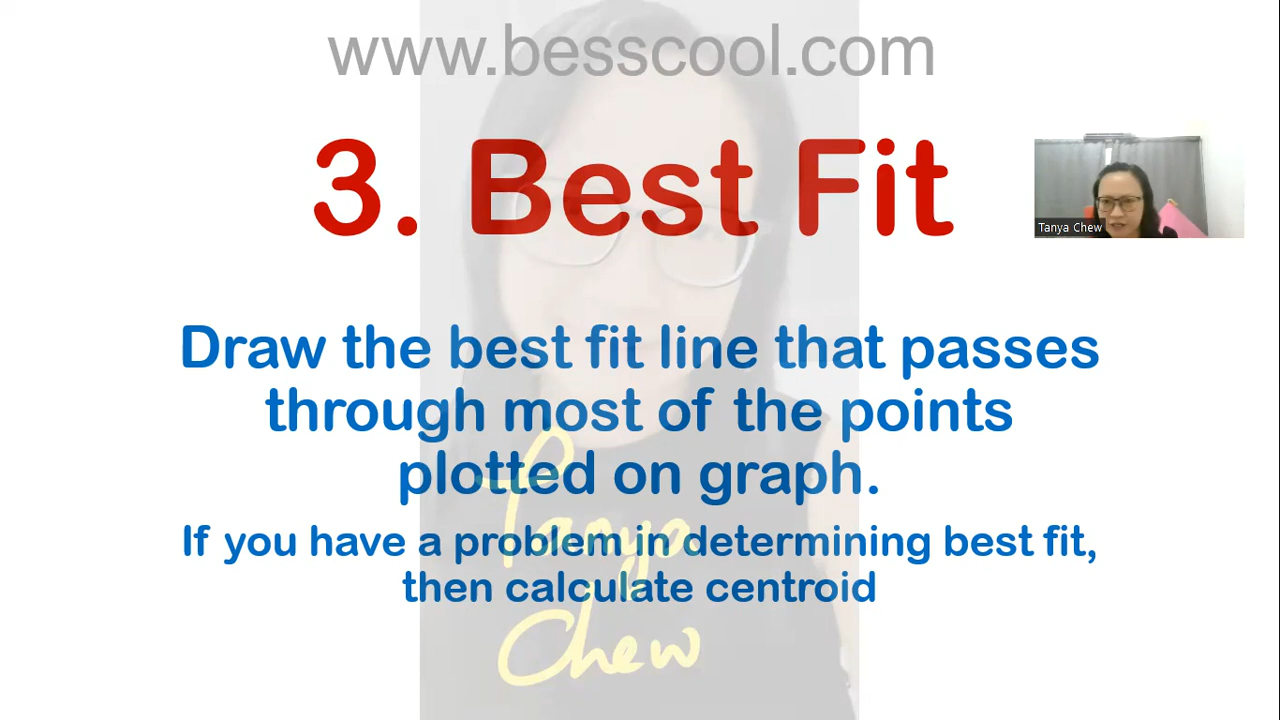 www.besscool.com
3. Best Fit
Tanya Chew
Draw the best fit line that passes
through most of the points
plotted on graph.
If you have a problem in determining best fit,
then calculate centroid
Tanya
Chew